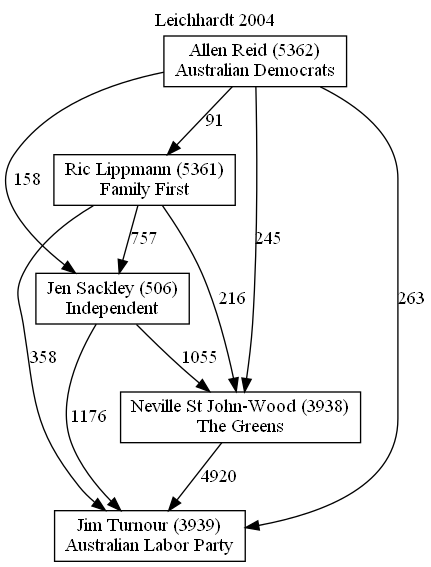 Leichhardt 2004
Allen Reid (5362)
Australian Democrats
91
Ric Lippmann (5361)
Family First
158
757
245
216
263
Jen Sackley (506)
Independent
358
1055
1176
Neville St John-Wood (3938)
The Greens
4920
Jim Turnour (3939)
Australian Labor Party